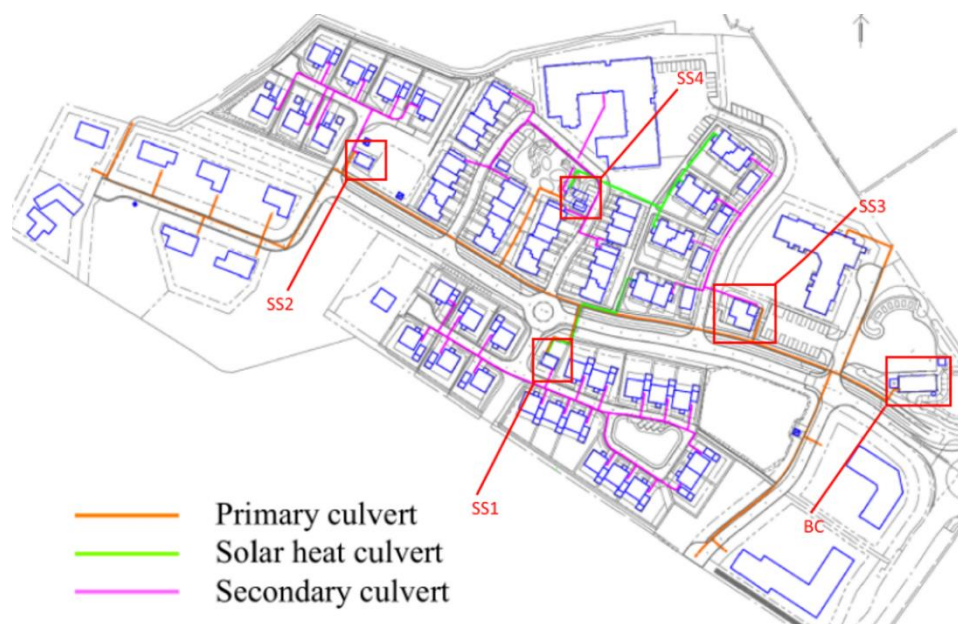 SS4
SS3
SS2
SS1
BC
Primary culvert
Solar heat culvert
Secondary culvert